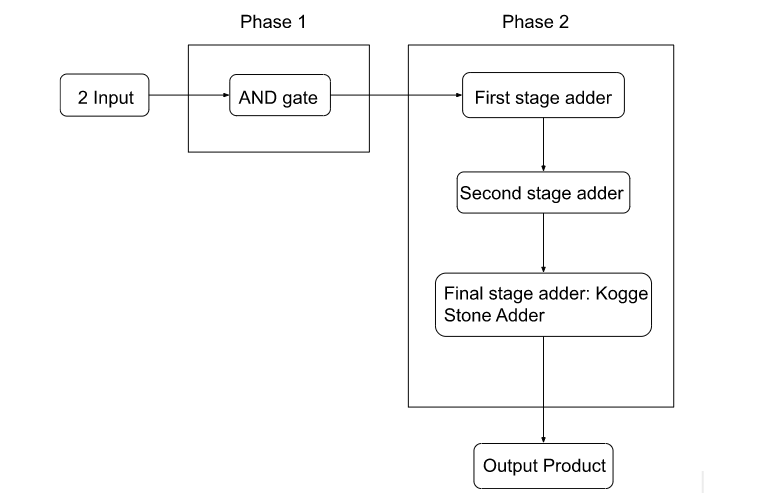 Phase 1
Phase 2
2 Input
AND gate
First stage adder
Second stage adder
Final stage adder: Kogge
Stone Adder
Output Product